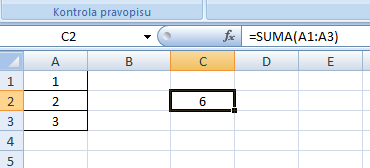 Kontrola pravopisu
C2 fx =SUMA(A1:A3)
A B C D E
1 1
2 2 6
3 3
4
5